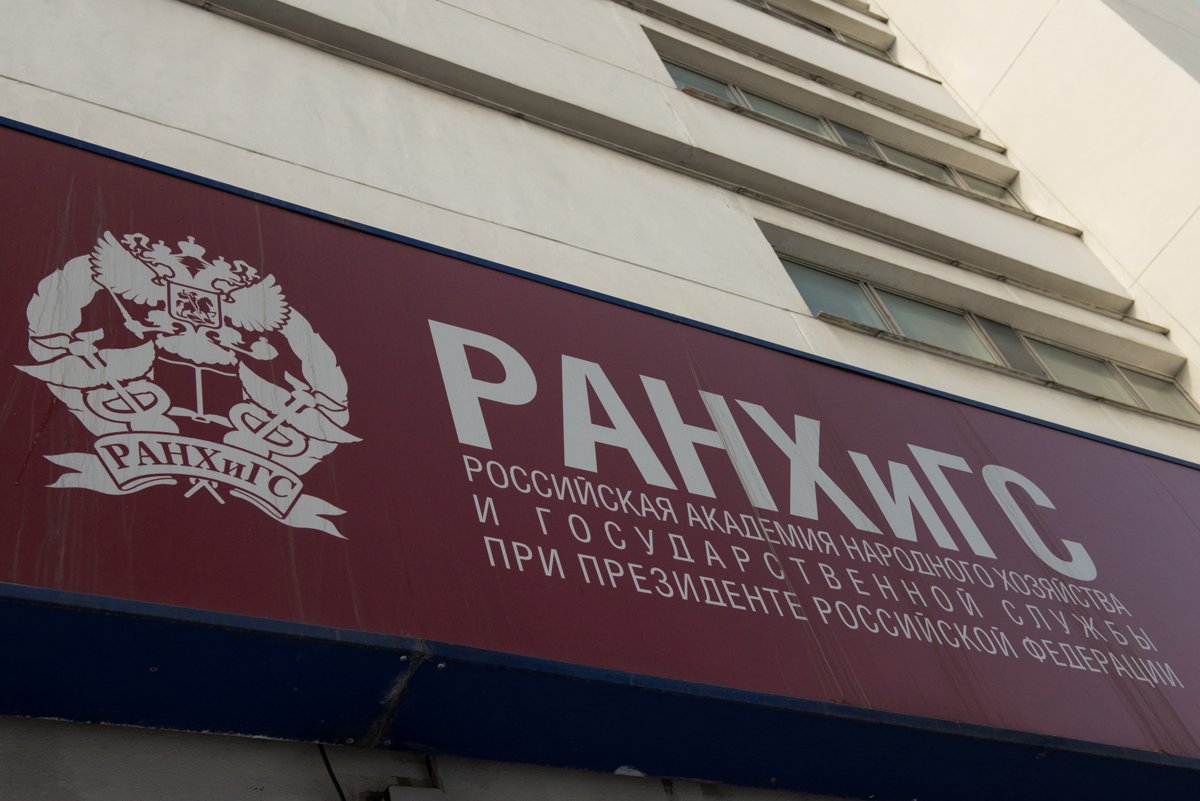 РАНХиГС
РАНХиГС
РОССИЙСКАЯ АКАДЕМИЯ НАРОДНОГО ХОЗЯЙСТВА
И ГОСУДАРСТВЕННОЙ СЛУЖБЫ
ПРИ ПРЕЗИДЕНТЕ РОССИЙСКОЙ ФЕДЕРАЦИИ